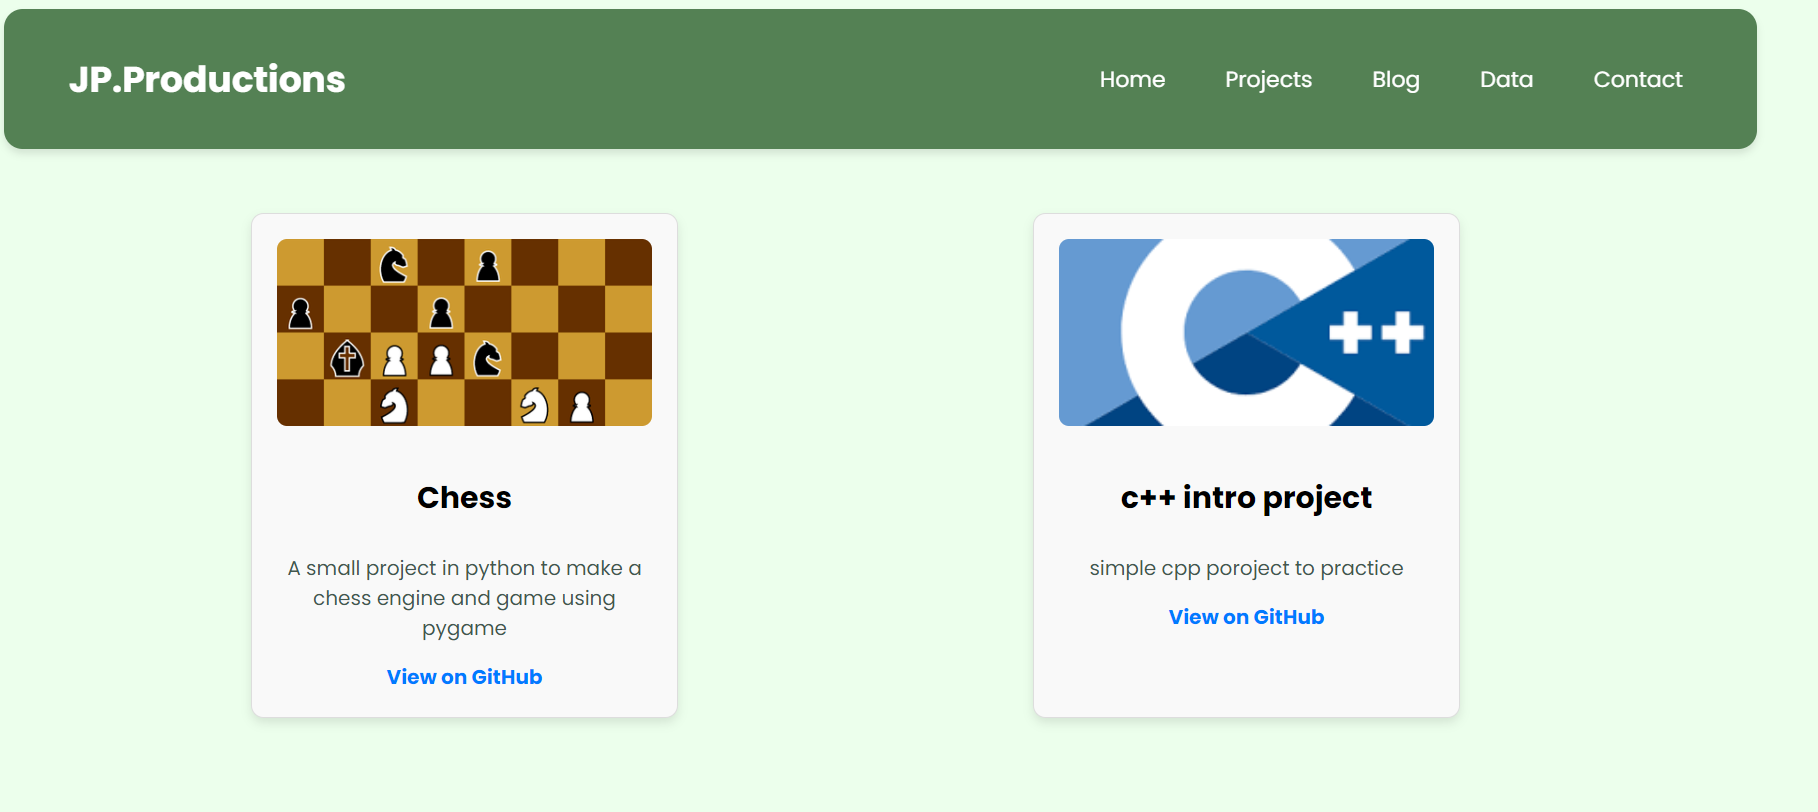 JP.Productions
Home Projects Blog Data Contact
C++
Chess
A small project in python to make a
chess engine and game using
pygame
View on GitHub
c++ intro project
simple cpp poroject to practice
View on GitHub